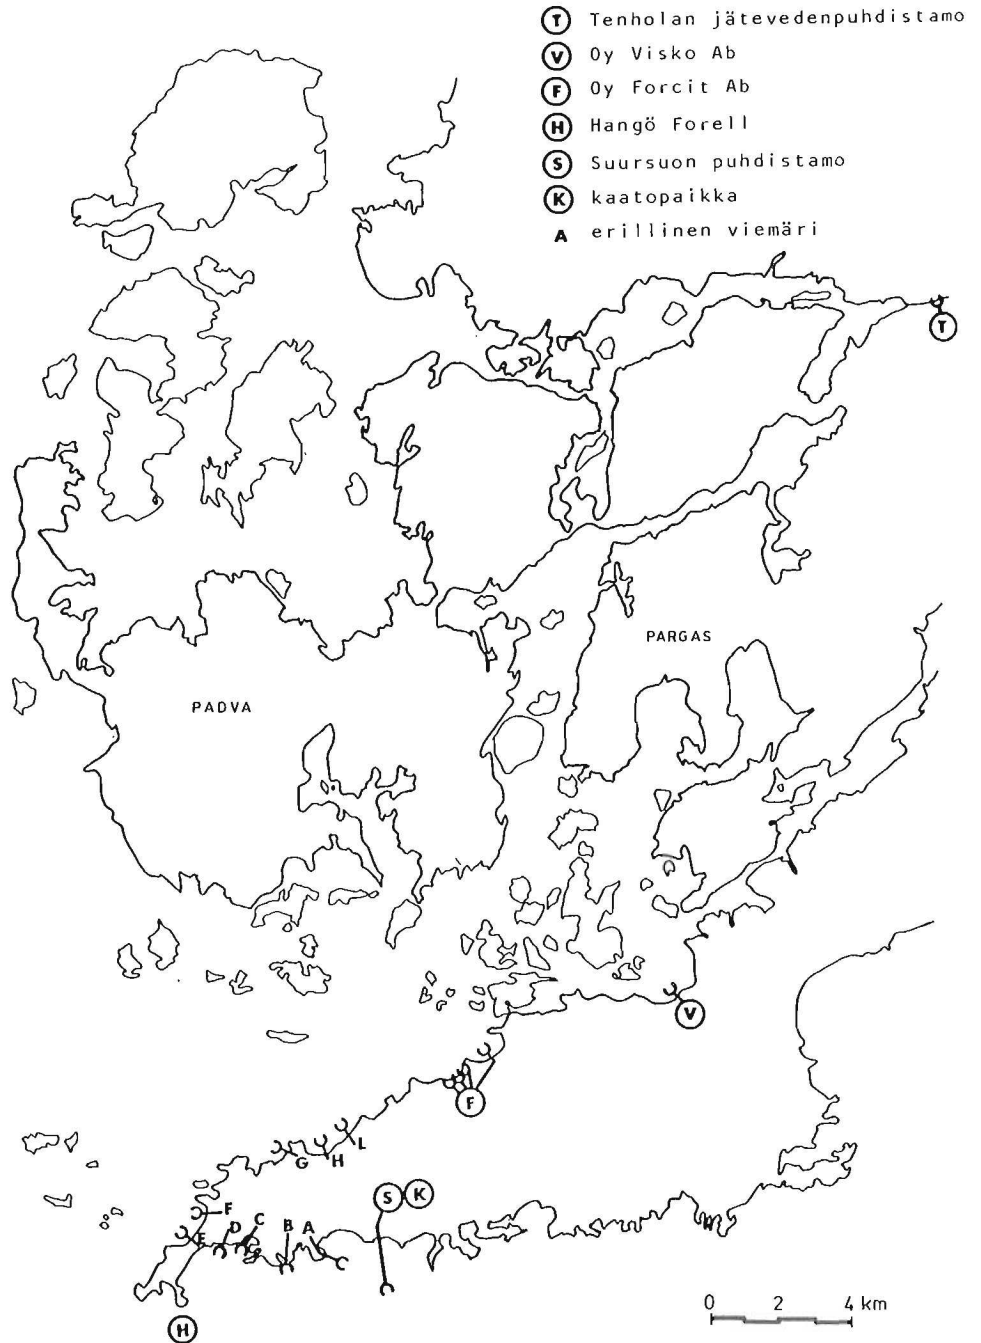 T Tenholan jätevedenpuhdistamo
V Oy Visko Ab
F Oy Forcit Ab
H Hangö Forell
S Suursuon puhdistamo
K kaatopaikka
A erillinen viemäri
T
PARGAS
PADVA
V
F
L
G H
S K
F
E D C B A
H
0 2 4 km